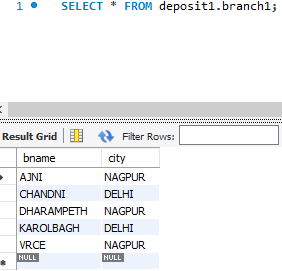 1 SELECT * FROM deposit1.branch1;
Result Grid Filter Rows:
bname city
AJNI NAGPUR
CHANDNI DELHI
DHARAMPETH NAGPUR
KAROLBAGH DELHI
VRCE NAGPUR
NULL NULL